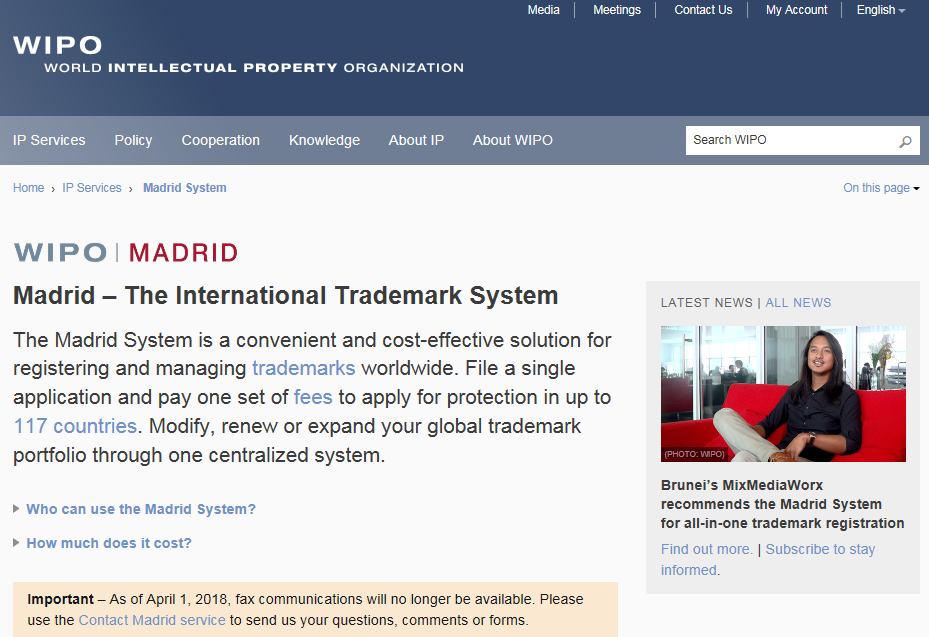 Media Meetings Contact Us My Account English
WIPO
WORLD INTELLECTUAL PROPERTY ORGANIZATION
IP Services Policy Cooperation Knowledge About IP About WIPO Search WIPO
Home › IP Services › Madrid System On this page
WIPO | MADRID
Madrid – The International Trademark System
The Madrid System is a convenient and cost-effective solution for
registering and managing trademarks worldwide. File a single
application and pay one set of fees to apply for protection in up to
117 countries. Modify, renew or expand your global trademark
portfolio through one centralized system.
Who can use the Madrid System?
How much does it cost?
Important – As of April 1, 2018, fax communications will no longer be available. Please
use the Contact Madrid service to send us your questions, comments or forms.
LATEST NEWS | ALL NEWS
(PHOTO: WIPO)
Brunei's MixMediaWorx
recommends the Madrid System
for all-in-one trademark registration
Find out more. | Subscribe to stay
informed.